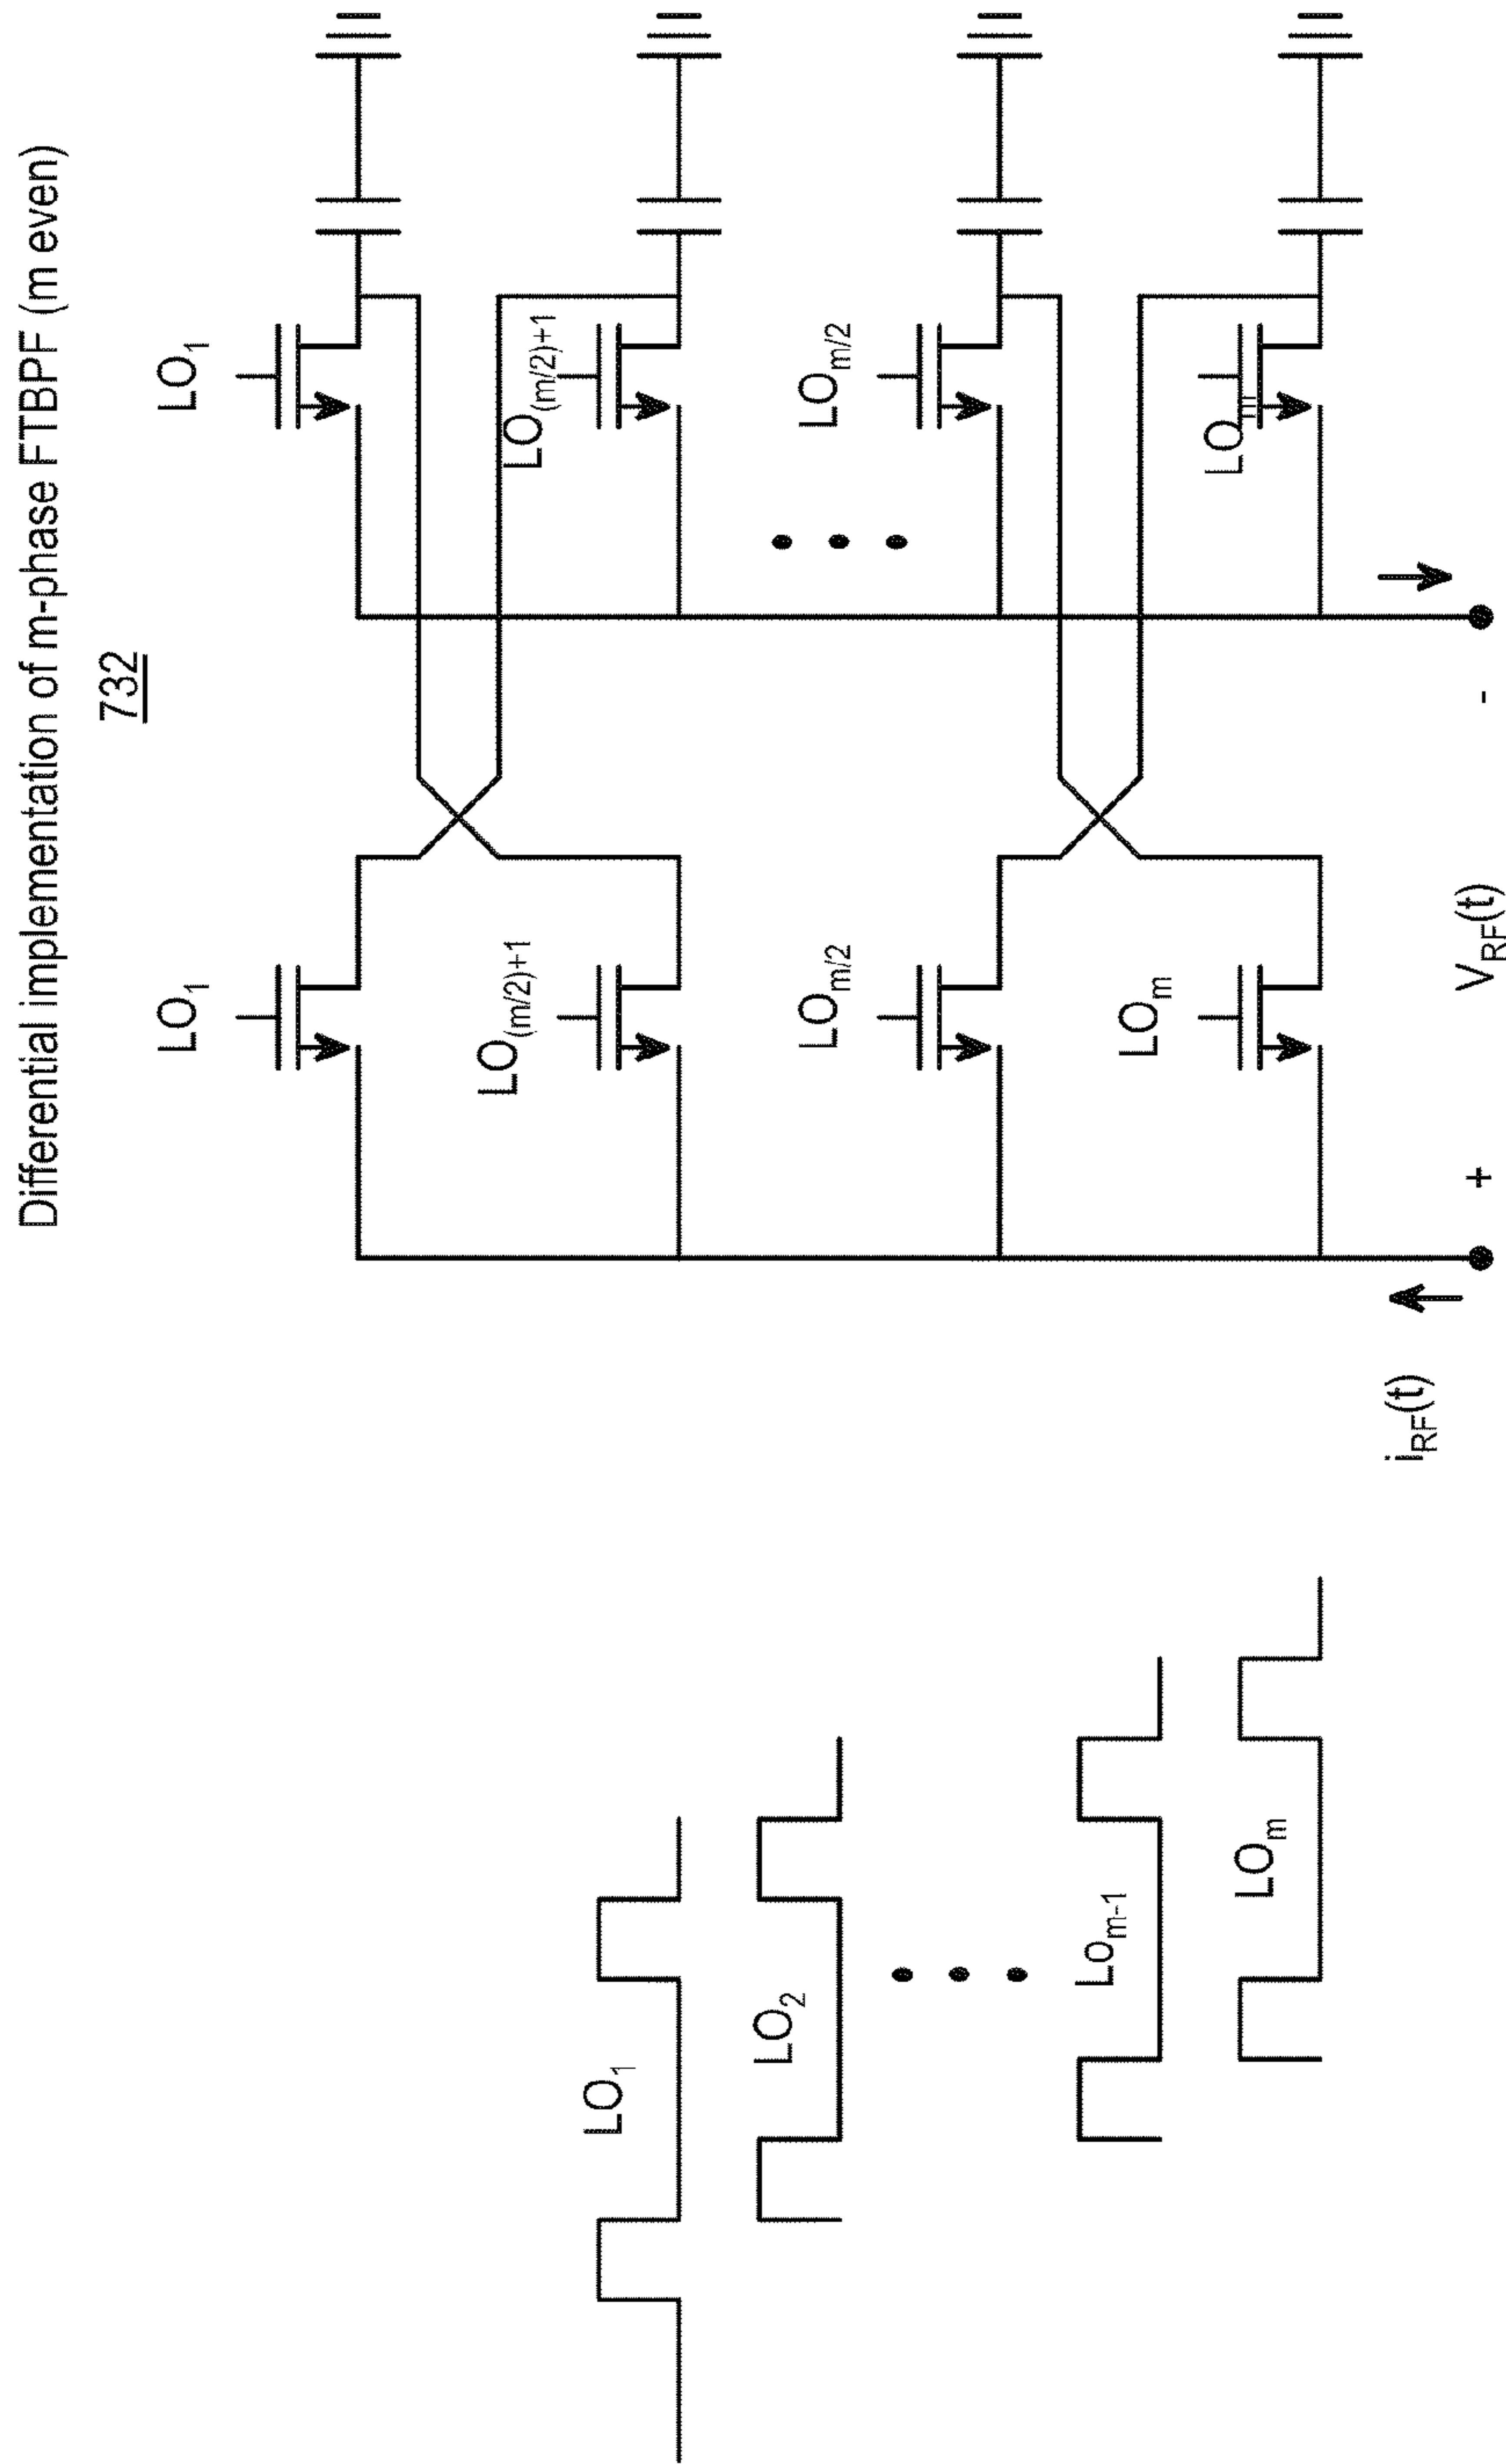 Differential implementation of m-phase FTBPF (m even)
732
LO1
LO(m/2)+1
LOm/2
LOm
LO1
LO(m/2)+1
LOm/2
LOm
iRF(t)
+
VRF(t)
-
LO1
LO2
Lom-1
LOm